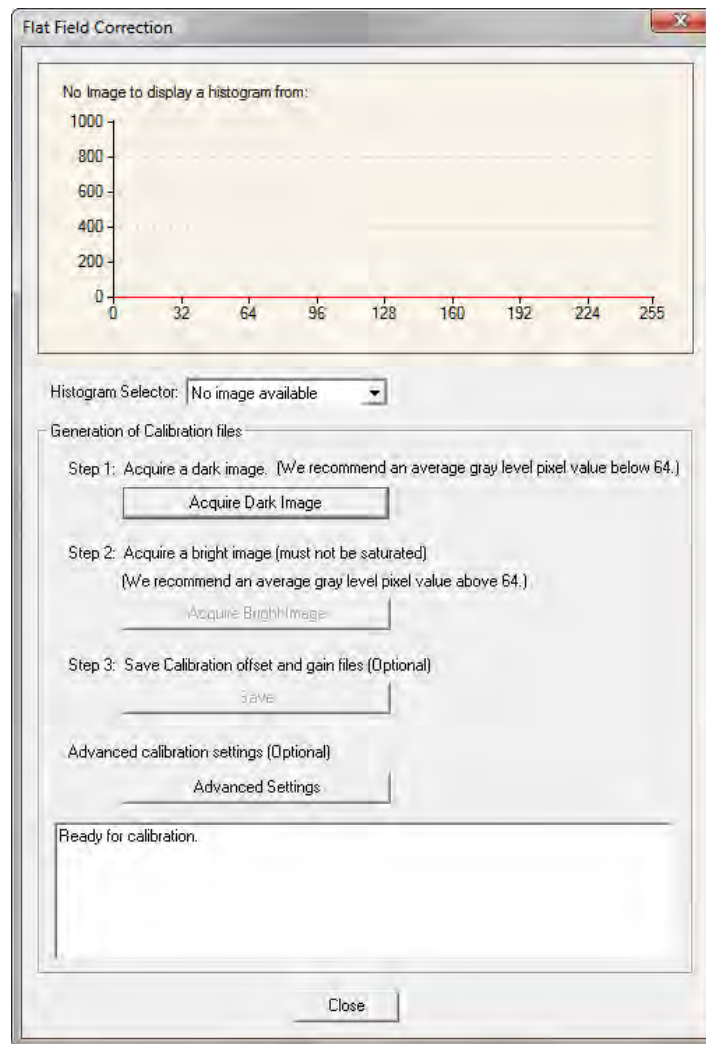 Flat Field Correction
No Image to display a histogram from:
1000
800
600
400
200
0
0 32 64 96 128 160 192 224 255
Histogram Selector: No image available
Generation of Calibration files
Step 1: Acquire a dark image. (We recommend an average gray level pixel value below 64.)
Acquire Dark Image
Step 2: Acquire a bright image (must not be saturated)
(We recommend an average gray level pixel value above 64.)
Acquire Bright Image
Step 3: Save Calibration offset and gain files (Optional)
Save
Advanced calibration settings (Optional)
Advanced Settings
Ready for calibration.
Close